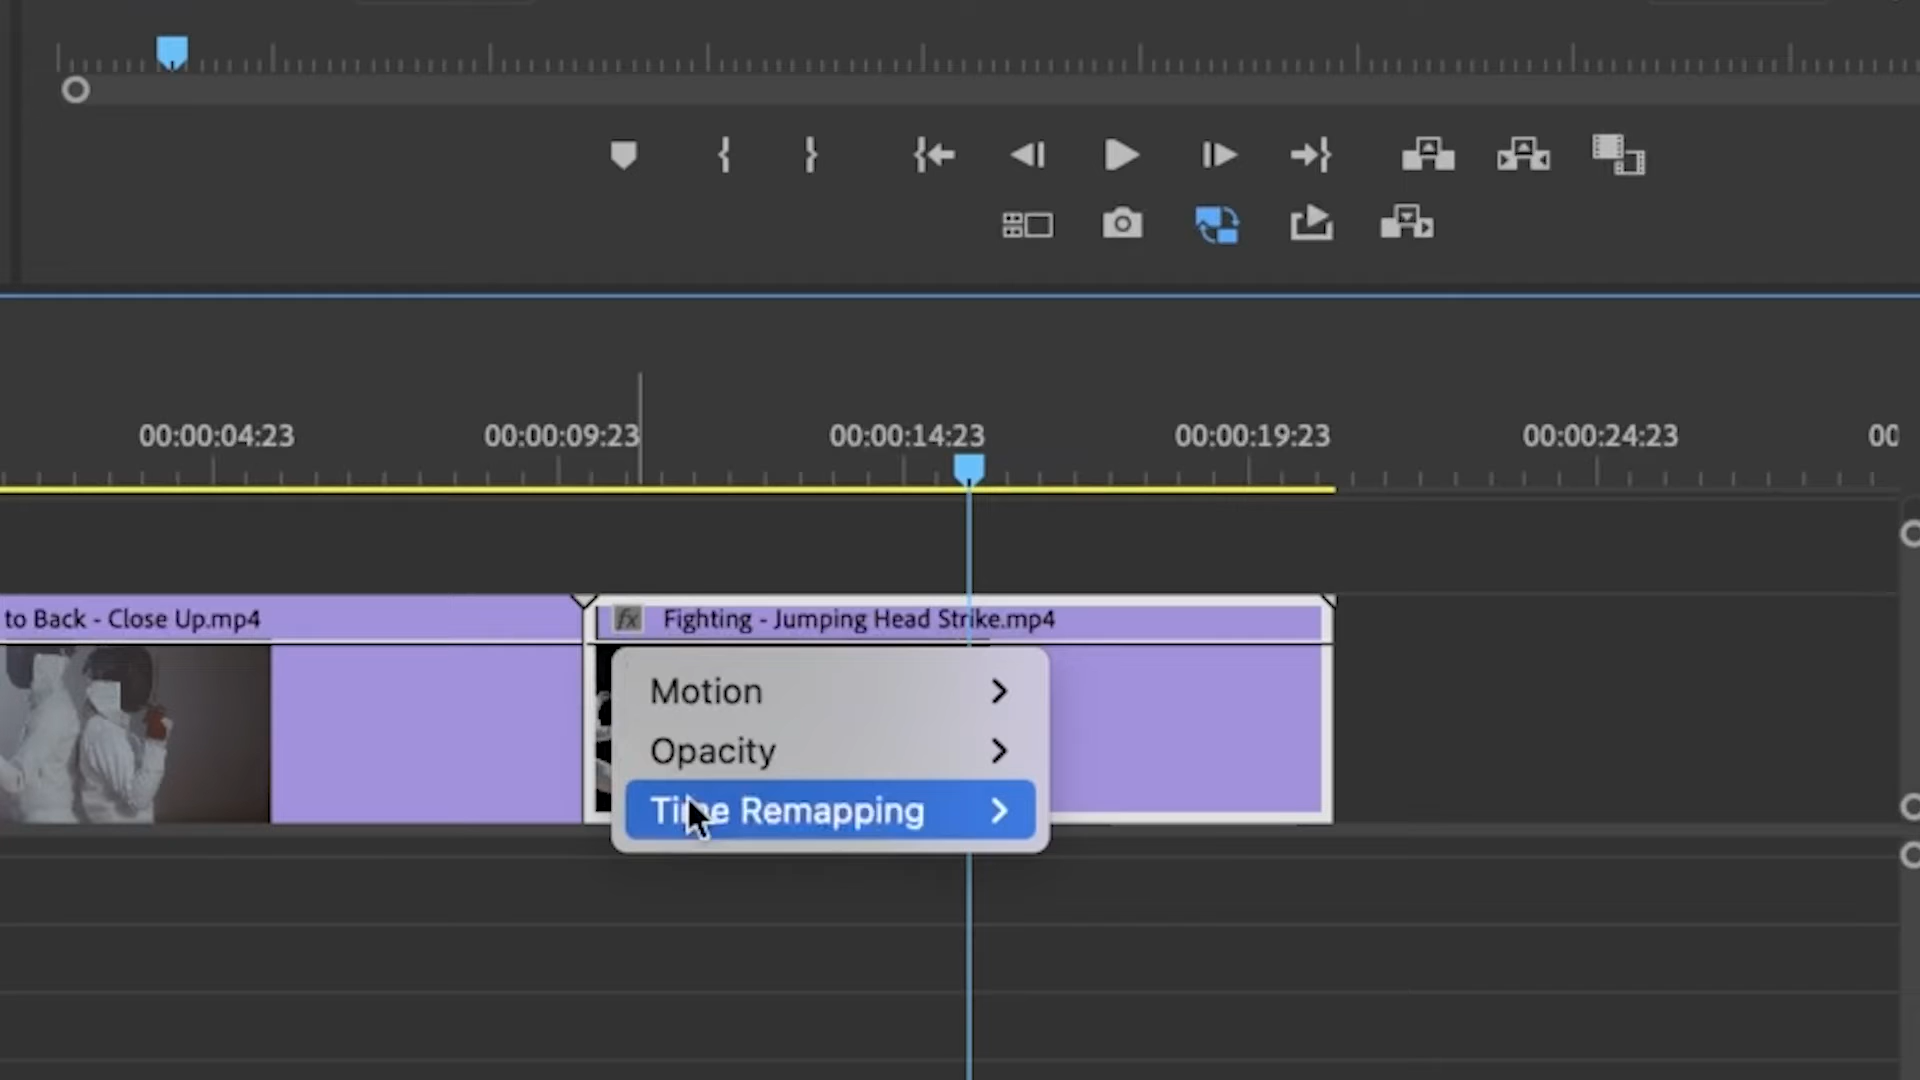 00:00:04:23 00:00:09:23 00:00:14:23 00:00:19:23 00:00:24:23 00
to Back - Close Up.mp4 fx Fighting - Jumping Head Strike.mp4
Motion
Opacity
Time Remapping